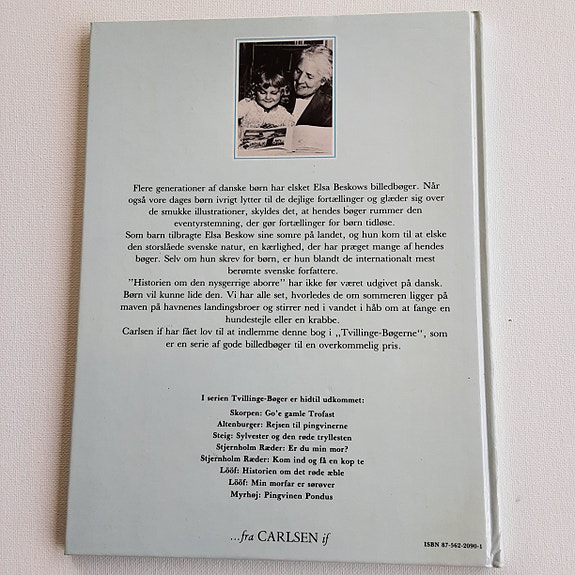 Flere generationer af danske børn har elsket Elsa Beskows billedbøger. Når
også vore dages børn ivrigt lytter til de dejlige fortællinger og glæder sig over
de smukke illustrationer, skyldes det, at hendes bøger rummer den
eventyrstemning, der gør fortællinger for børn tidløse.
Som barn tilbragte Elsa Beskow sine somre på landet, og hun kom til at elske
den storslåede svenske natur, en kærlighed, der har præget mange af hendes
bøger. Selv om hun skrev for børn, er hun blandt de internationalt mest
berømte svenske forfattere.
"Historien om den nysgerrige aborre" har ikke før været udgivet på dansk.
Børn vil kunne lide den. Vi har alle set, hvorledes de om sommeren ligger på
maven på havnenes landingsbroer og stirrer ned i vandet i håb om at fange en
hundestejle eller en krabbe.
Carlsen if har fået lov til at indlemme denne bog i ,,Tvillinge-Bøgerne", som
er en serie af gode billedbøger til en overkommelig pris.
I serien Tvillinge-Bøger er hidtil udkommet:
Skorpen: Go'e gamle Trofast
Altenburger: Rejsen til pingvinerne
Steig: Sylvester og den røde tryllesten
Stjernholm Ræder: Er du min mor?
Stjernholm Ræder: Kom ind og få en kop te
Lööf: Historien om det røde æble
Lööf: Min morfar er sørøver
Myrhøj: Pingvinen Pondus
...fra CARLSEN if
ISBN 87-562-2090-1